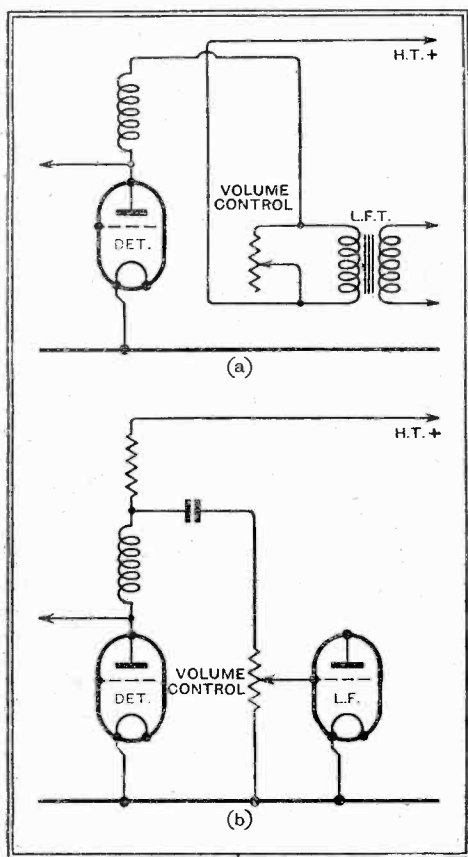 H.T.+
VOLUME
CONTROL
L.F.T.
DET.
(a)
H.T.+
VOLUME
CONTROL
DET.
L.F.
(b)